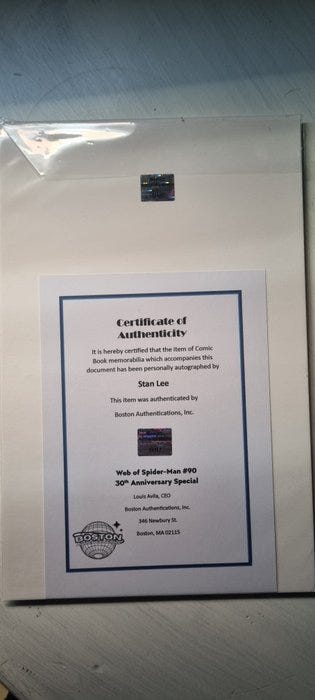 Certificate of
Authenticity
It is hereby certified that the item of Comic
Book memorabilia which accompanies this
document has been personally autographed by
Stan Lee
This item was authenticated by
Boston Authentications, Inc.
Web of Spider-Man #90
30th Anniversary Special
Louis Avila, CEO
Boston Authentications, Inc.
346 Newbury St.
Boston, MA 02115
BOSTON